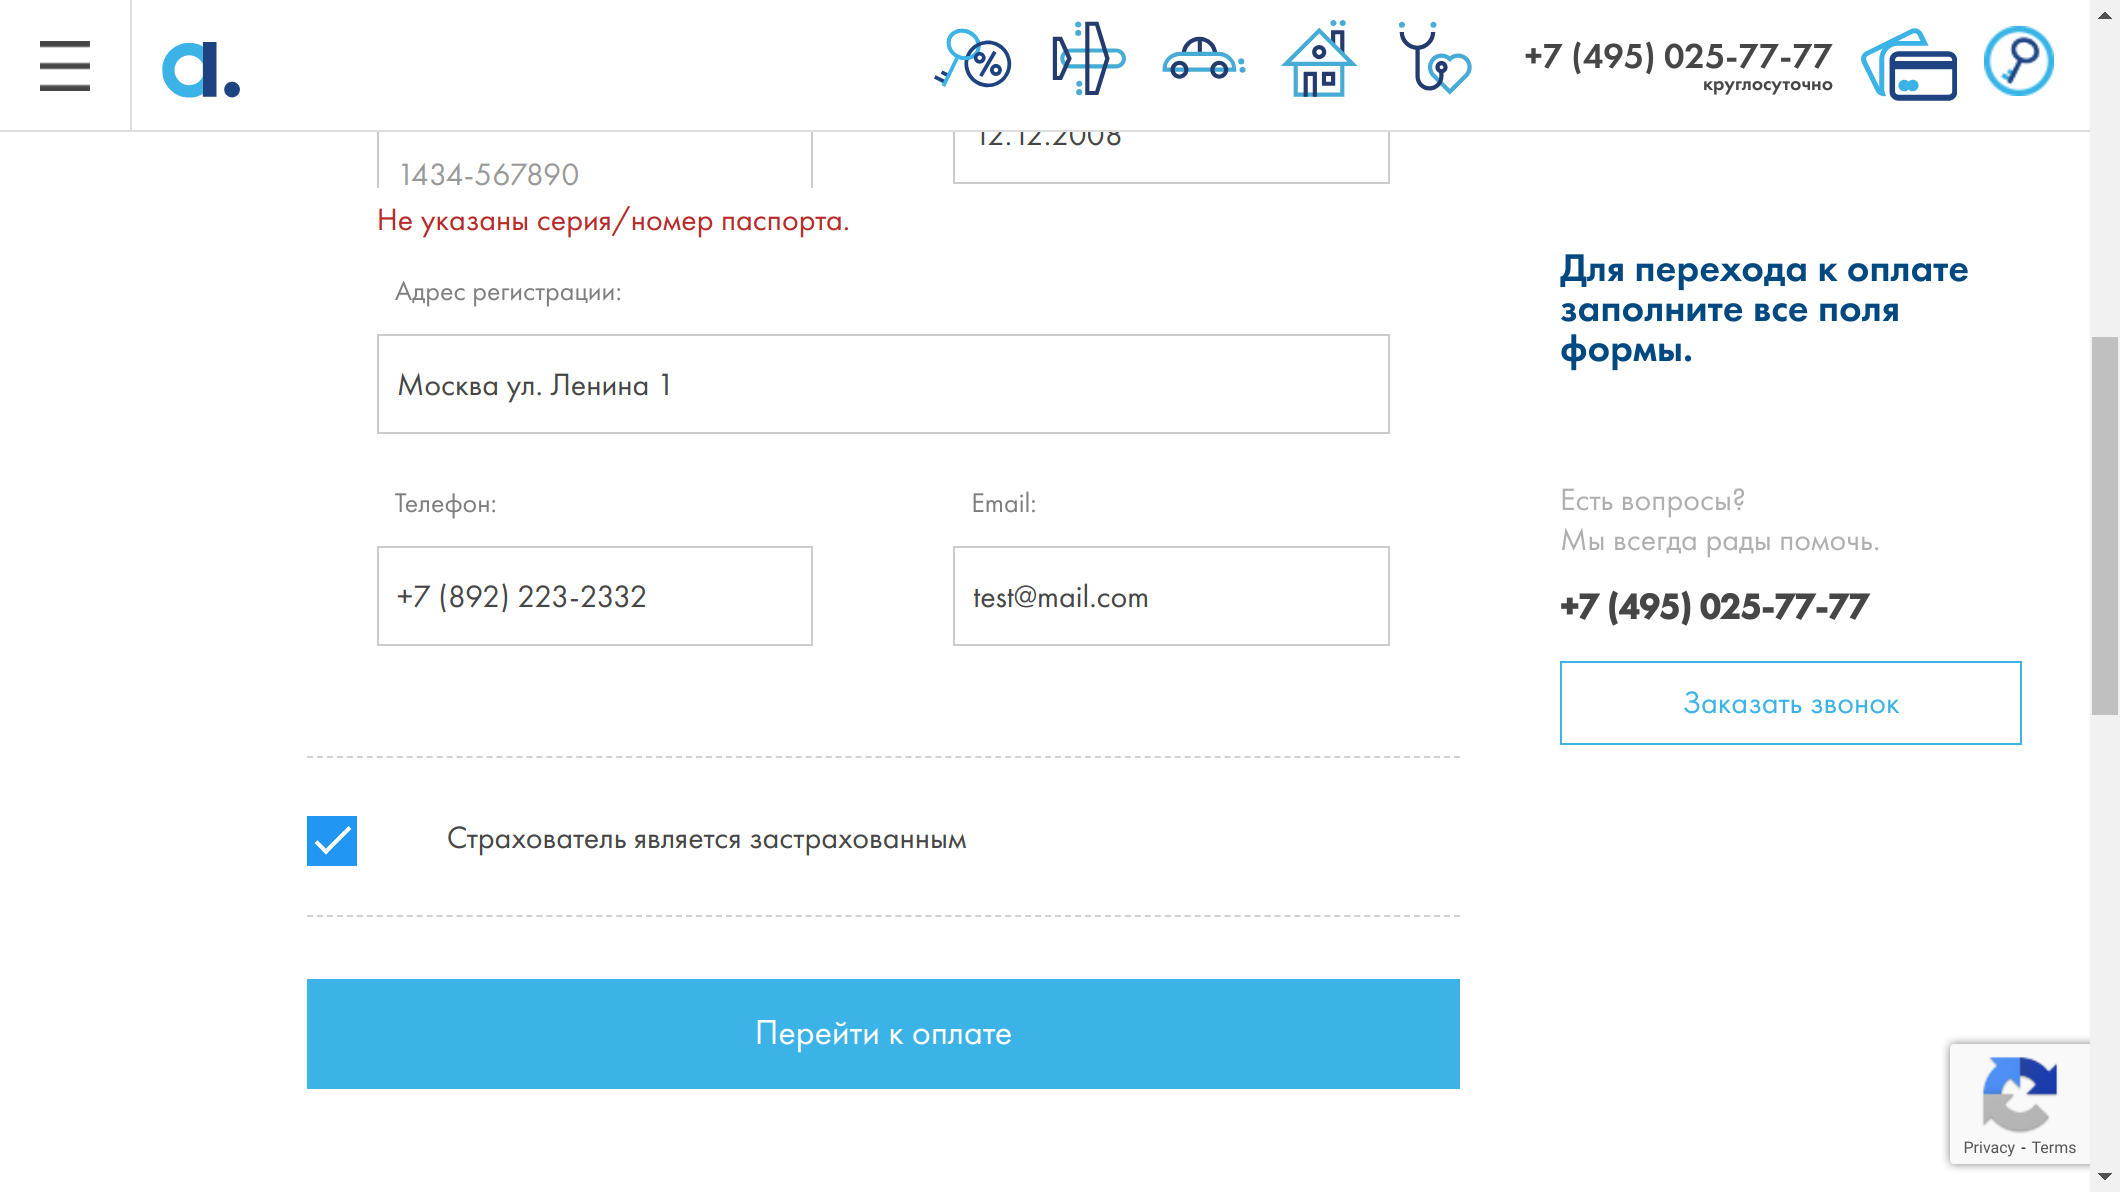 a.
+7 (495) 025-77-77
круглосуточно
12.12.2008
1434-567890
Не указаны серия/номер паспорта.
Адрес регистрации:
Москва ул. Ленина 1
Телефон:
Email:
+7 (892) 223-2332
test@mail.com
Страхователь является застрахованным
Перейти к оплате
Для перехода к оплате
заполните все поля
формы.
Есть вопросы?
Мы всегда рады помочь.
+7 (495) 025-77-77
Заказать звонок
Privacy - Terms